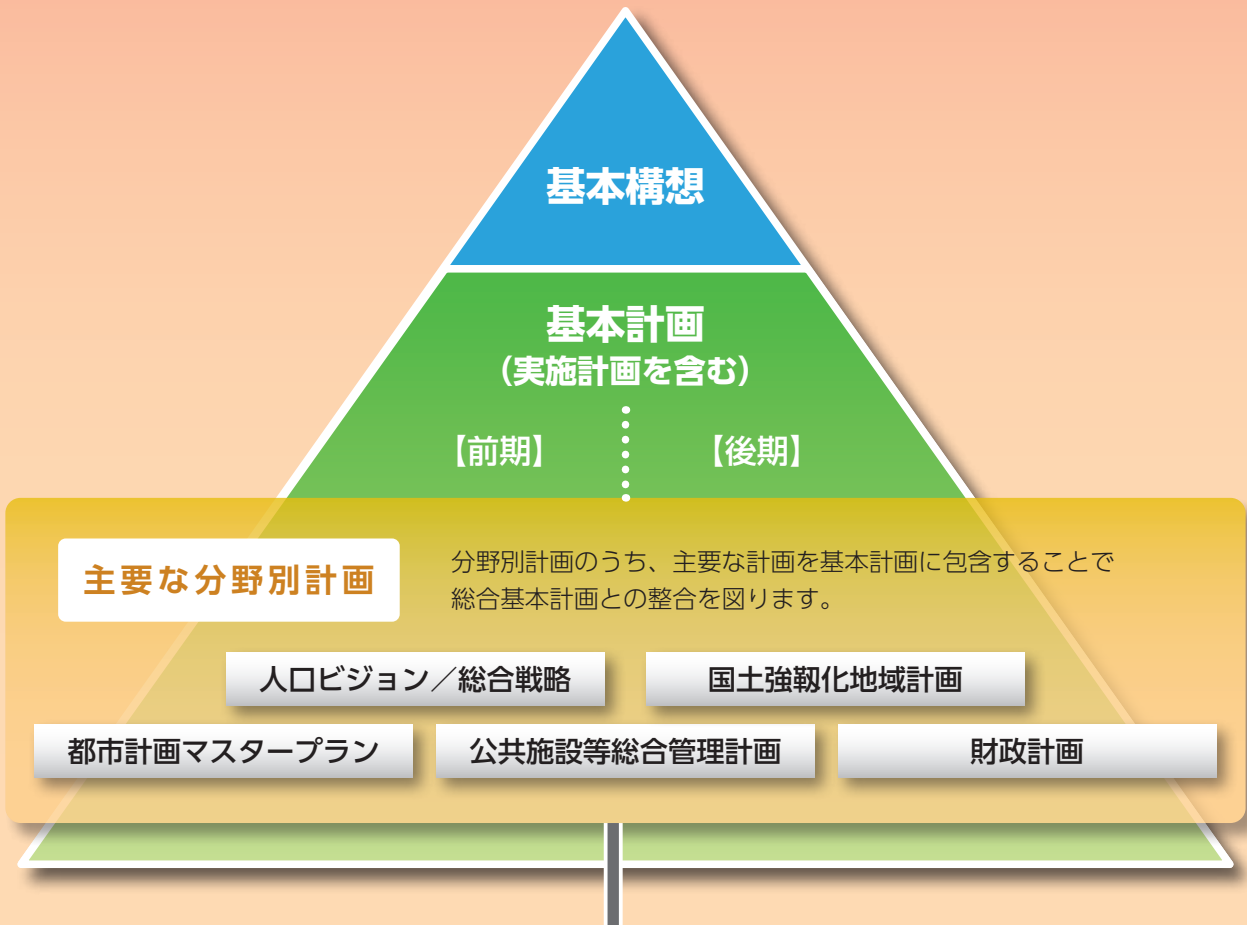 基本構想
基本計画
（実施計画を含む）
【前期】
【後期】
主要な分野別計画
分野別計画のうち、主要な計画を基本計画に包含することで
総合基本計画との整合を図ります。
人口ビジョン／総合戦略
国土強靱化地域計画
都市計画マスタープラン
公共施設等総合管理計画
財政計画